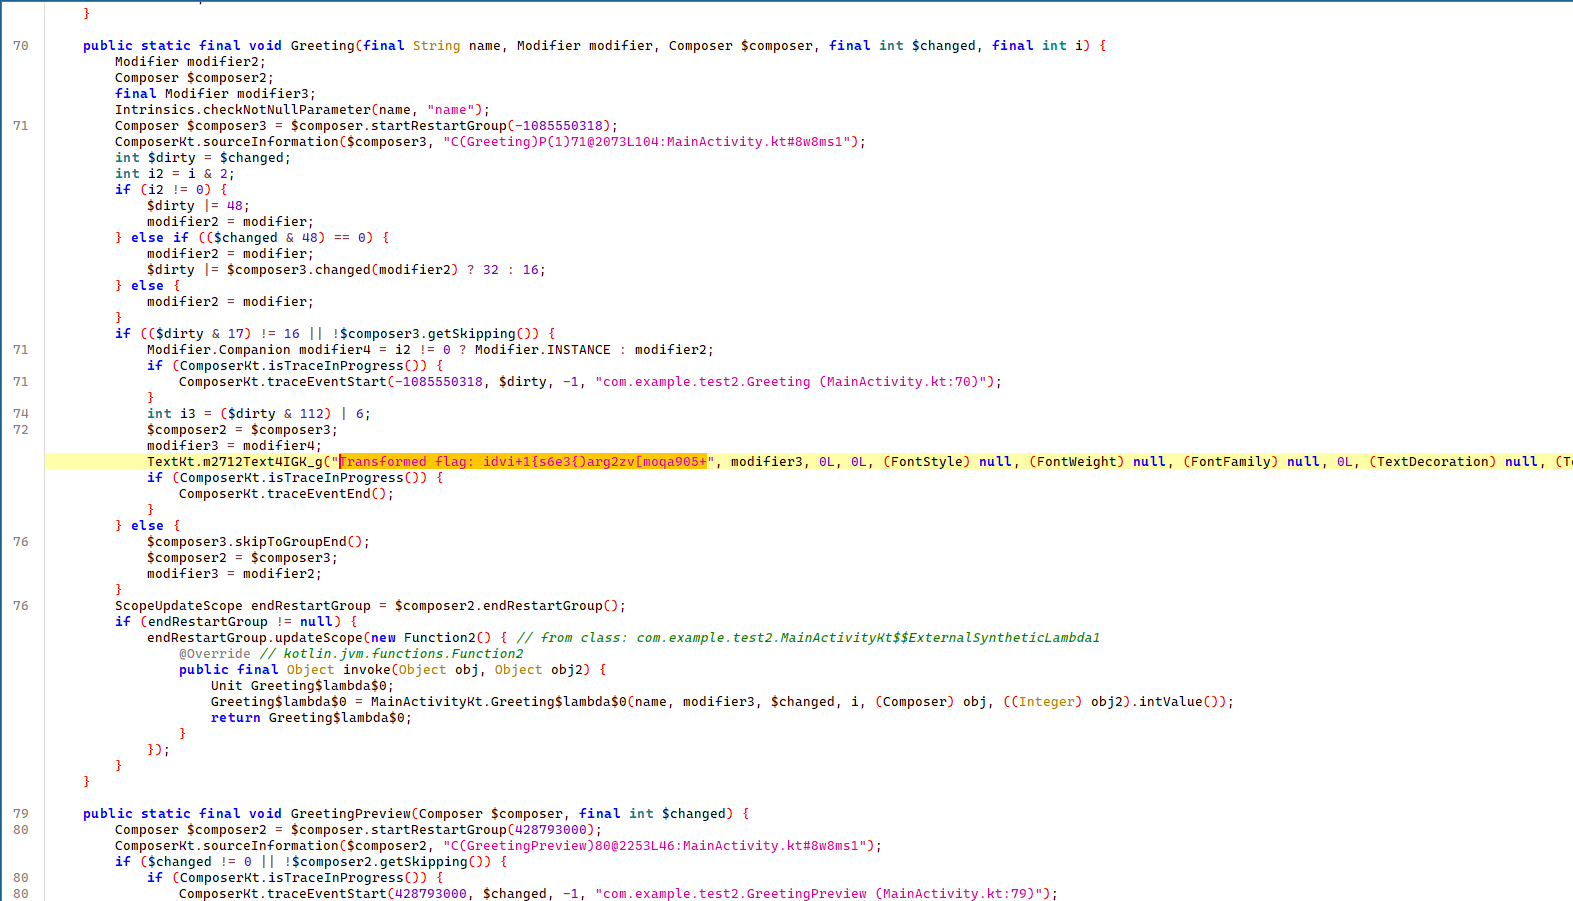 }
70 public static final void Greeting(final String name, Modifier modifier, Composer $composer, final int $changed, final int i) {
Modifier modifier2;
Composer $composer2;
final Modifier modifier3;
Intrinsics.checkNotNullParameter(name, "name");
71 Composer $composer3 = $composer.startRestartGroup(-1085550318);
ComposerKt.sourceInformation($composer3, "C(Greeting)P(1)71@2073L104:MainActivity.kt#8w8ms1");
int $dirty = $changed;
int i2 = i & 2;
if (i2 != 0) {
$dirty |= 48;
modifier2 = modifier;
} else if (($changed & 48) == 0) {
modifier2 = modifier;
$dirty |= $composer3.changed(modifier2) ? 32 : 16;
} else {
modifier2 = modifier;
}
if (($dirty & 17) != 16 || !$composer3.getSkipping()) {
71 Modifier.Companion modifier4 = i2 != 0 ? Modifier.INSTANCE : modifier2;
if (ComposerKt.isTraceInProgress()) {
71 ComposerKt.traceEventStart(-1085550318, $dirty, -1, "com.example.test2.Greeting (MainActivity.kt:70)");
}
74 int i3 = ($dirty & 112) | 6;
72 $composer2 = $composer3;
modifier3 = modifier4;
TextKt.m2712Text4IGK_g("Transformed flag: idvi+1{s6e3{)arg2zv[moqa905+", modifier3, 0L, 0L, (FontStyle) null, (FontWeight) null, (FontFamily) null, 0L, (TextDecoration) null, (Te
if (ComposerKt.isTraceInProgress()) {
ComposerKt.traceEventEnd();
}
} else {
76 $composer3.skipToGroupEnd();
$composer2 = $composer3;
modifier3 = modifier2;
}
76 ScopeUpdateScope endRestartGroup = $composer2.endRestartGroup();
if (endRestartGroup != null) {
endRestartGroup.updateScope(new Function2() { // from class: com.example.test2.MainActivityKt$$ExternalSyntheticLambda1
@Override // kotlin.jvm.functions.Function2
public final Object invoke(Object obj, Object obj2) {
Unit Greeting$lambda$0;
Greeting$lambda$0 = MainActivityKt.Greeting$lambda$0(name, modifier3, $changed, i, (Composer) obj, ((Integer) obj2).intValue());
return Greeting$lambda$0;
}
});
}
}
79 public static final void GreetingPreview(Composer $composer, final int $changed) {
80 Composer $composer2 = $composer.startRestartGroup(428793000);
ComposerKt.sourceInformation($composer2, "C(GreetingPreview)80@2253L46:MainActivity.kt#8w8ms1");
if ($changed != 0 || !$composer2.getSkipping()) {
80 if (ComposerKt.isTraceInProgress()) {
80 ComposerKt.traceEventStart(428793000, $changed, -1, "com.example.test2.GreetingPreview (MainActivity.kt:79)");